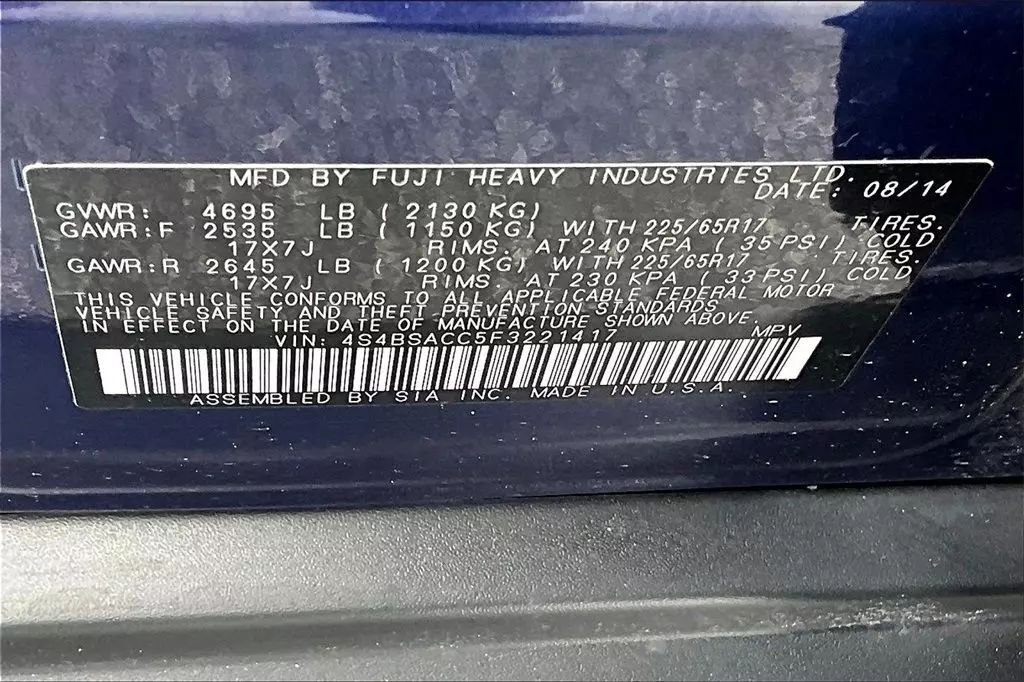 MFD BY FUJI HEAVY INDUSTRIES LTD.
DATE: 08/14
GVWR: 4695 LB ( 2130 KG)
GAWR:F 2535 LB ( 1150 KG) WITH 225/65R17 TIRES.
17X7J RIMS. AT 240 KPA ( 35 PSI) COLD
GAWR:R 2645 LB ( 1200 KG) WITH 225/65R17 TIRES.
17X7J RIMS. AT 230 KPA ( 33 PSI) COLD
THIS VEHICLE CONFORMS TO ALL APPLICABLE FEDERAL MOTOR
VEHICLE SAFETY AND THEFT PREVENTION STANDARDS
IN EFFECT ON THE DATE OF MANUFACTURE SHOWN ABOVE.
VIN: 4S4BSACC5F3221417 MPV
ASSEMBLED BY SIA INC. MADE IN U.S.A.